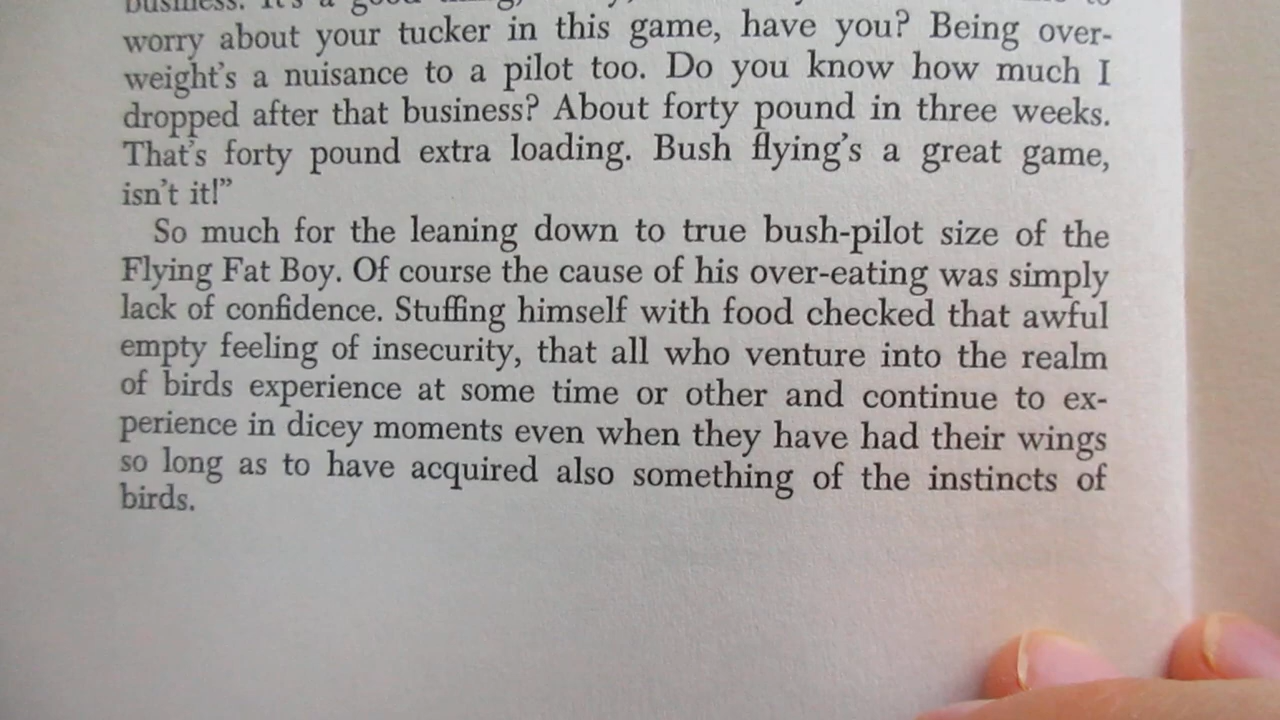 business. It's a good
worry about your tucker in this game, have you? Being over-
weight's a nuisance to a pilot too. Do you know how much I
dropped after that business? About forty pound in three weeks.
That's forty pound extra loading. Bush flying's a great game,
isn't it!”
So much for the leaning down to true bush-pilot size of the
Flying Fat Boy. Of course the cause of his over-eating was simply
lack of confidence. Stuffing himself with food checked that awful
empty feeling of insecurity, that all who venture into the realm
of birds experience at some time or other and continue to ex-
perience in dicey moments even when they have had their wings
so long as to have acquired also something of the instincts of
birds.